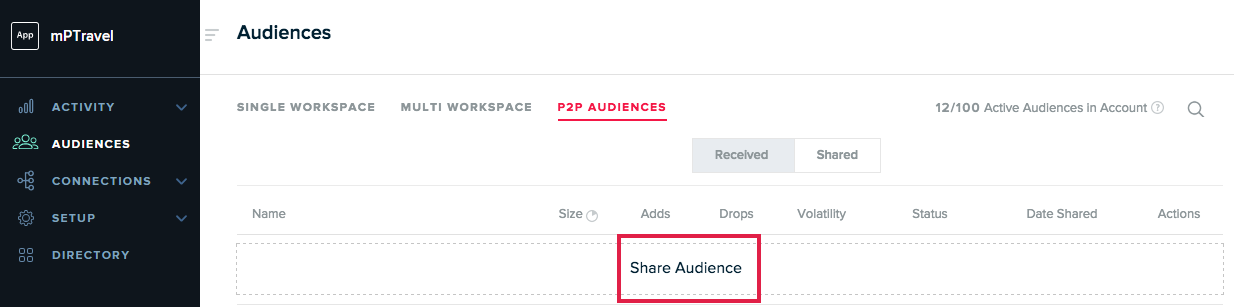 App mPTravel
Audiences
ACTIVITY
AUDIENCES
CONNECTIONS
SETUP
DIRECTORY
SINGLE WORKSPACE MULTI WORKSPACE P2P AUDIENCES 12/100 Active Audiences in Account ?
Received Shared
Name Size Adds Drops Volatility Status Date Shared Actions
Share Audience